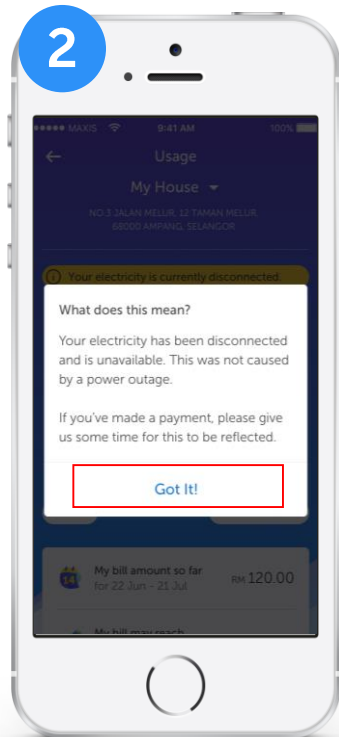 2
MAXIS 9:41 AM 100%
Usage
My House
NO 3 JALAN MELUR, 12 TAMAN MELUR,
68000 AMPANG, SELANGOR
Your electricity is currently disconnected.
What does this mean?
Your electricity has been disconnected
and is unavailable. This was not caused
by a power outage.
If you've made a payment, please give
us some time for this to be reflected.
Got It!
14
My bill amount so far
for 22 Jun – 21 Jul
RM 120.00
My bill may reach